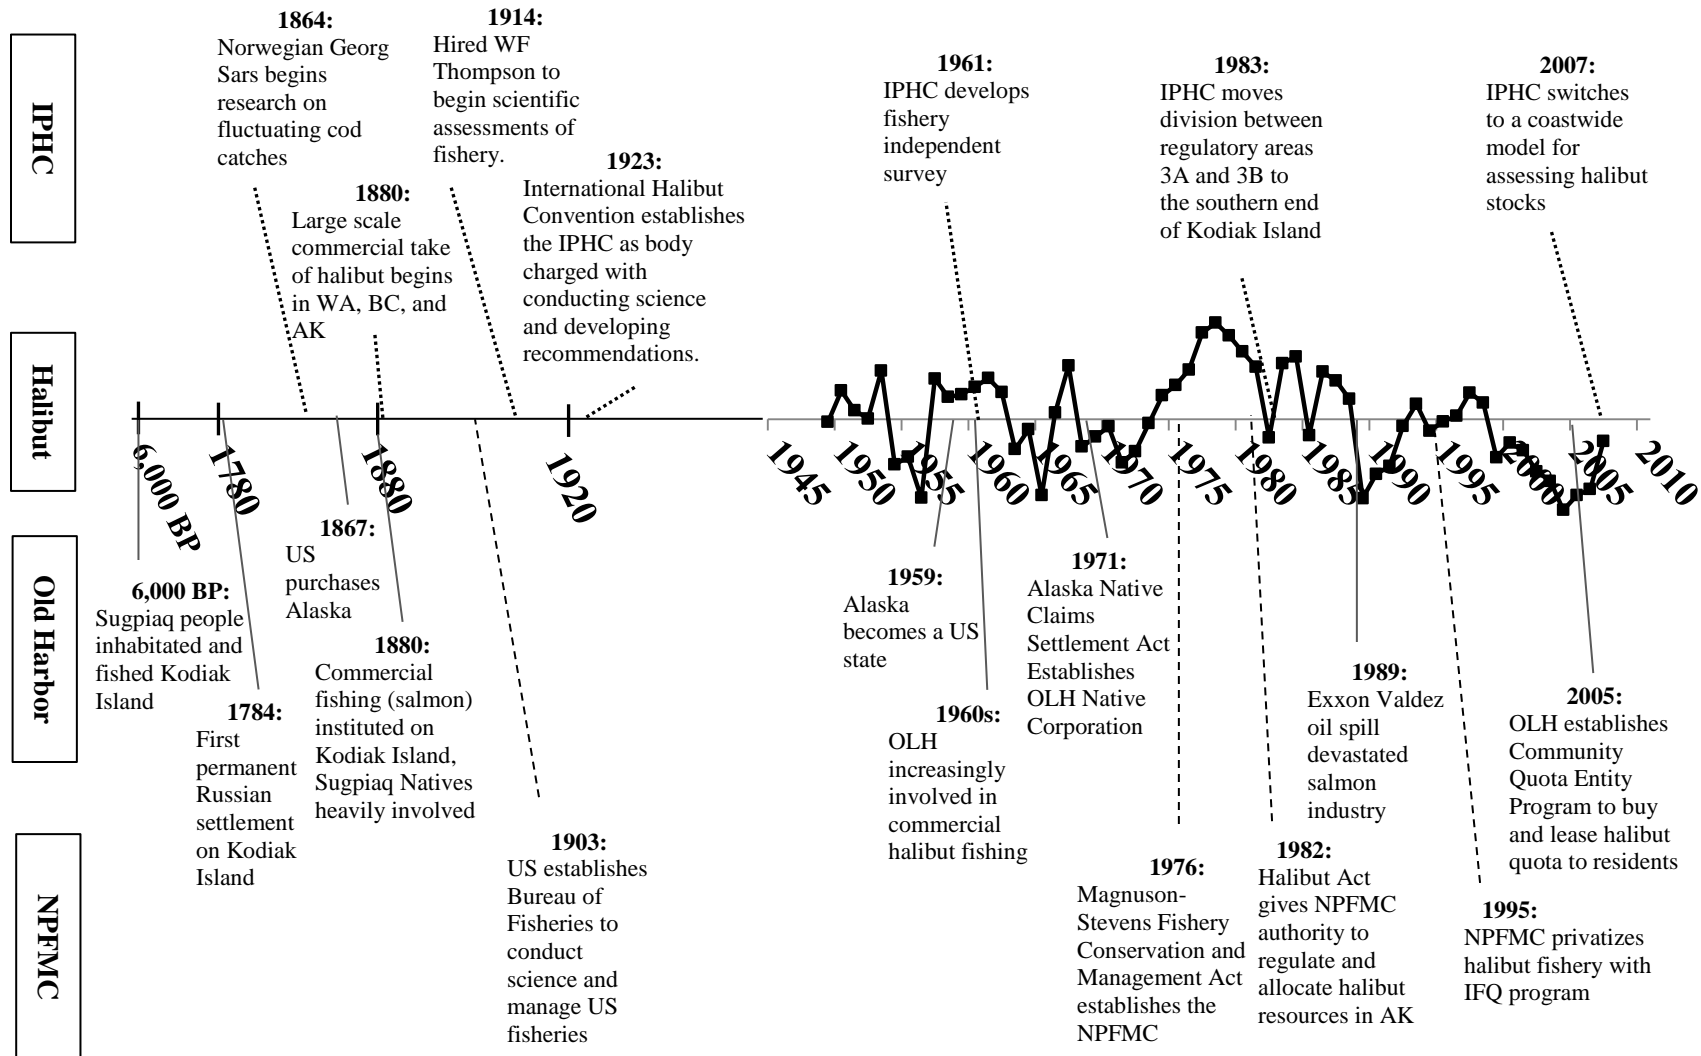 IPHC
Halibut
Old Harbor
NPFMC
1864:
Norwegian Georg
Sars begins
research on
fluctuating cod
catches
1880:
Large scale
commercial take
of halibut begins
in WA, BC, and
AK
1914:
Hired WF
Thompson to
begin scientific
assessments of
fishery.
1923:
International Halibut
Convention establishes
the IPHC as body
charged with
conducting science
and developing
recommendations.
1961:
IPHC develops
fishery
independent
survey
1983:
IPHC moves
division between
regulatory areas
3A and 3B to
the southern end
of Kodiak Island
2007:
IPHC switches
to a coastwide
model for
assessing halibut
stocks
6,000 BP
1780
1880
1920
1945
1950
1955
1960
1965
1970
1975
1980
1985
1990
1995
2000
2005
2010
6,000 BP:
Sugpiaq people
inhabitated and
fished Kodiak
Island
1784:
First
permanent
Russian
settlement
on Kodiak
Island
1867:
US
purchases
Alaska
1880:
Commercial
fishing (salmon)
instituted on
Kodiak Island,
Sugpiaq Natives
heavily involved
1903:
US establishes
Bureau of
Fisheries to
conduct
science and
manage US
fisheries
1959:
Alaska
becomes a US
state
1960s:
OLH
increasingly
involved in
commercial
halibut fishing
1971:
Alaska Native
Claims
Settlement Act
Establishes
OLH Native
Corporation
1976:
Magnuson-
Stevens Fishery
Conservation and
Management Act
establishes the
NPFMC
1982:
Halibut Act
gives NPFMC
authority to
regulate and
allocate halibut
resources in AK
1989:
Exxon Valdez
oil spill
devastated
salmon
industry
1995:
NPFMC privatizes
halibut fishery with
IFQ program
2005:
OLH establishes
Community
Quota Entity
Program to buy
and lease halibut
quota to residents